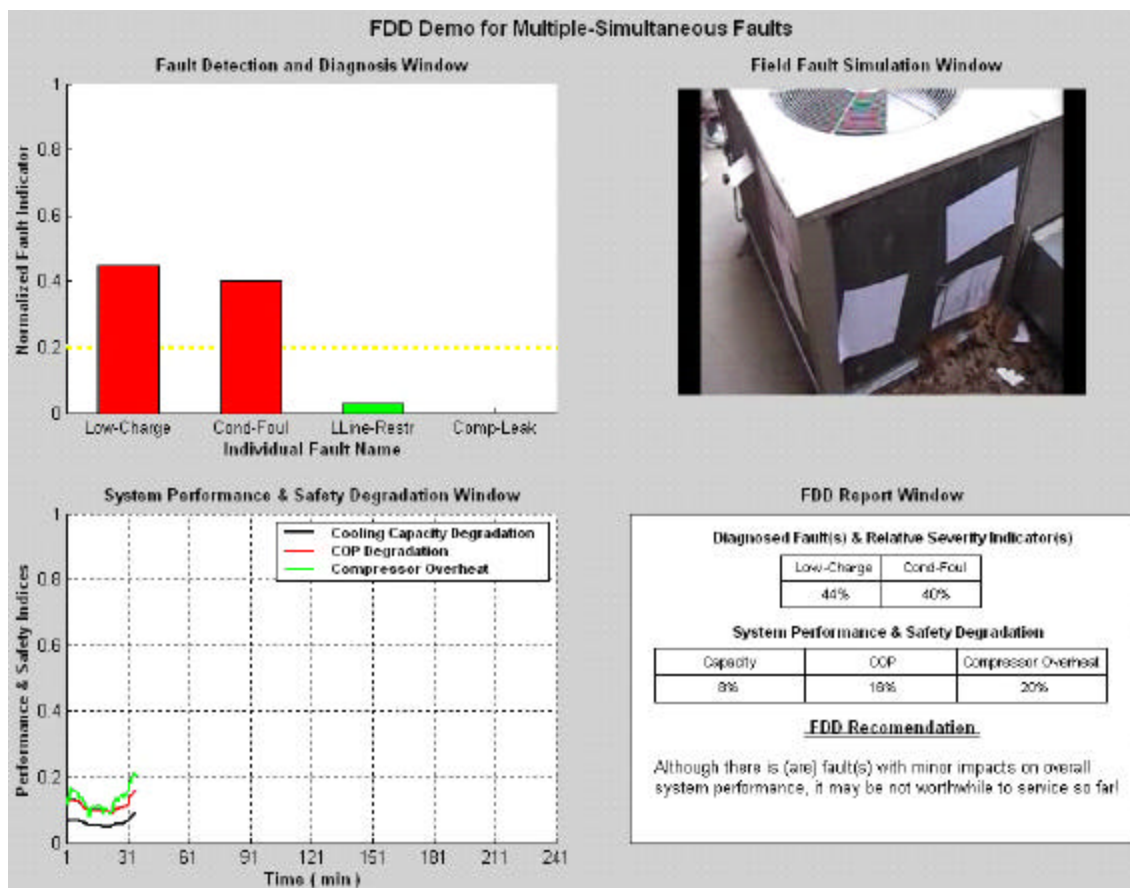 FDD Demo for Multiple-Simultaneous Faults
Fault Detection and Diagnosis Window
1
0.8
0.6
0.4
0.2
0
Normalized Fault Indicator
Low-Charge Cond-Foul LLine-Restr Comp-Leak
Individual Fault Name
Field Fault Simulation Window
System Performance & Safety Degradation Window
1
0.8
0.6
0.4
0.2
0
Performance & Safety Indices
Cooling Capacity Degradation
COP Degradation
Compressor Overheat
1 31 61 91 121 151 181 211 241
Time ( min )
FDD Report Window
Diagnosed Fault(s) & Relative Severity Indicator(s)
Low-Charge Cond-Foul
44% 40%
System Performance & Safety Degradation
Capacity COP Compressor Overheat
8% 16% 20%
FDD Recomendation
Although there is (are) fault(s) with minor impacts on overall
system performance, it may be not worthwhile to service so far!